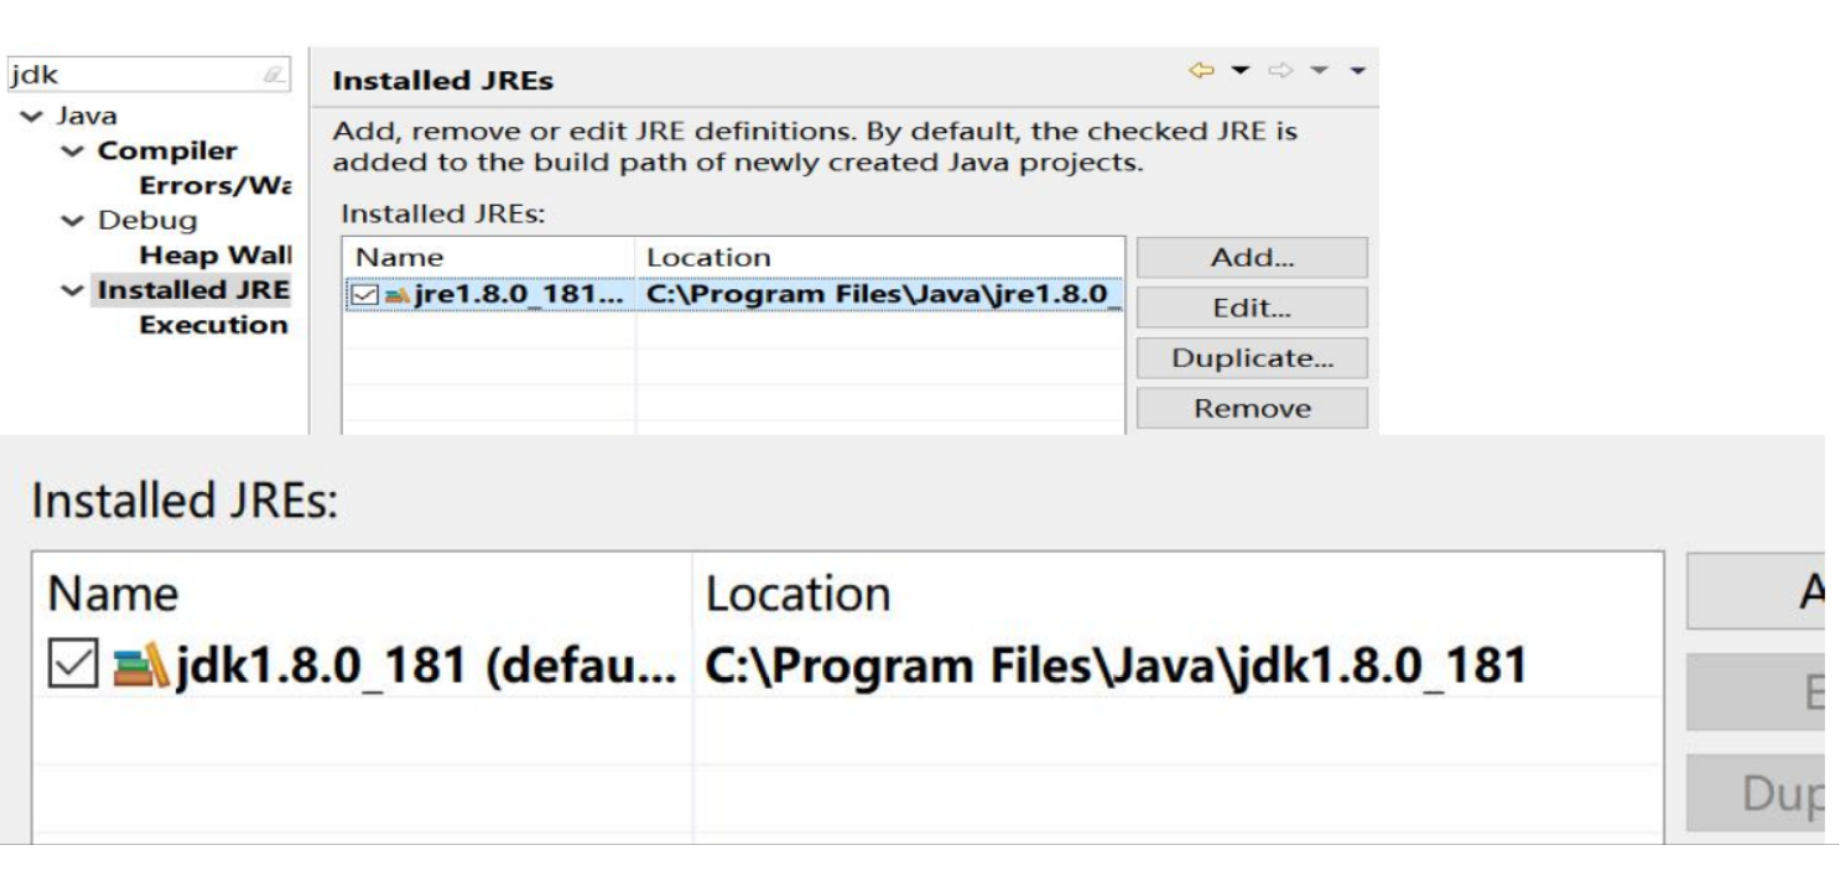 jdk
Java
Compiler
Errors/Wa
Debug
Heap Wall
Installed JRE
Execution
Installed JREs
Add, remove or edit JRE definitions. By default, the checked JRE is
added to the build path of newly created Java projects.
Installed JREs:
Name Location
jre1.8.0_181... C:\Program Files\Java\jre1.8.0_
Add...
Edit...
Duplicate...
Remove
Installed JREs:
Name Location
jdk1.8.0_181 (defau... C:\Program Files\Java\jdk1.8.0_181
A
E
Dup